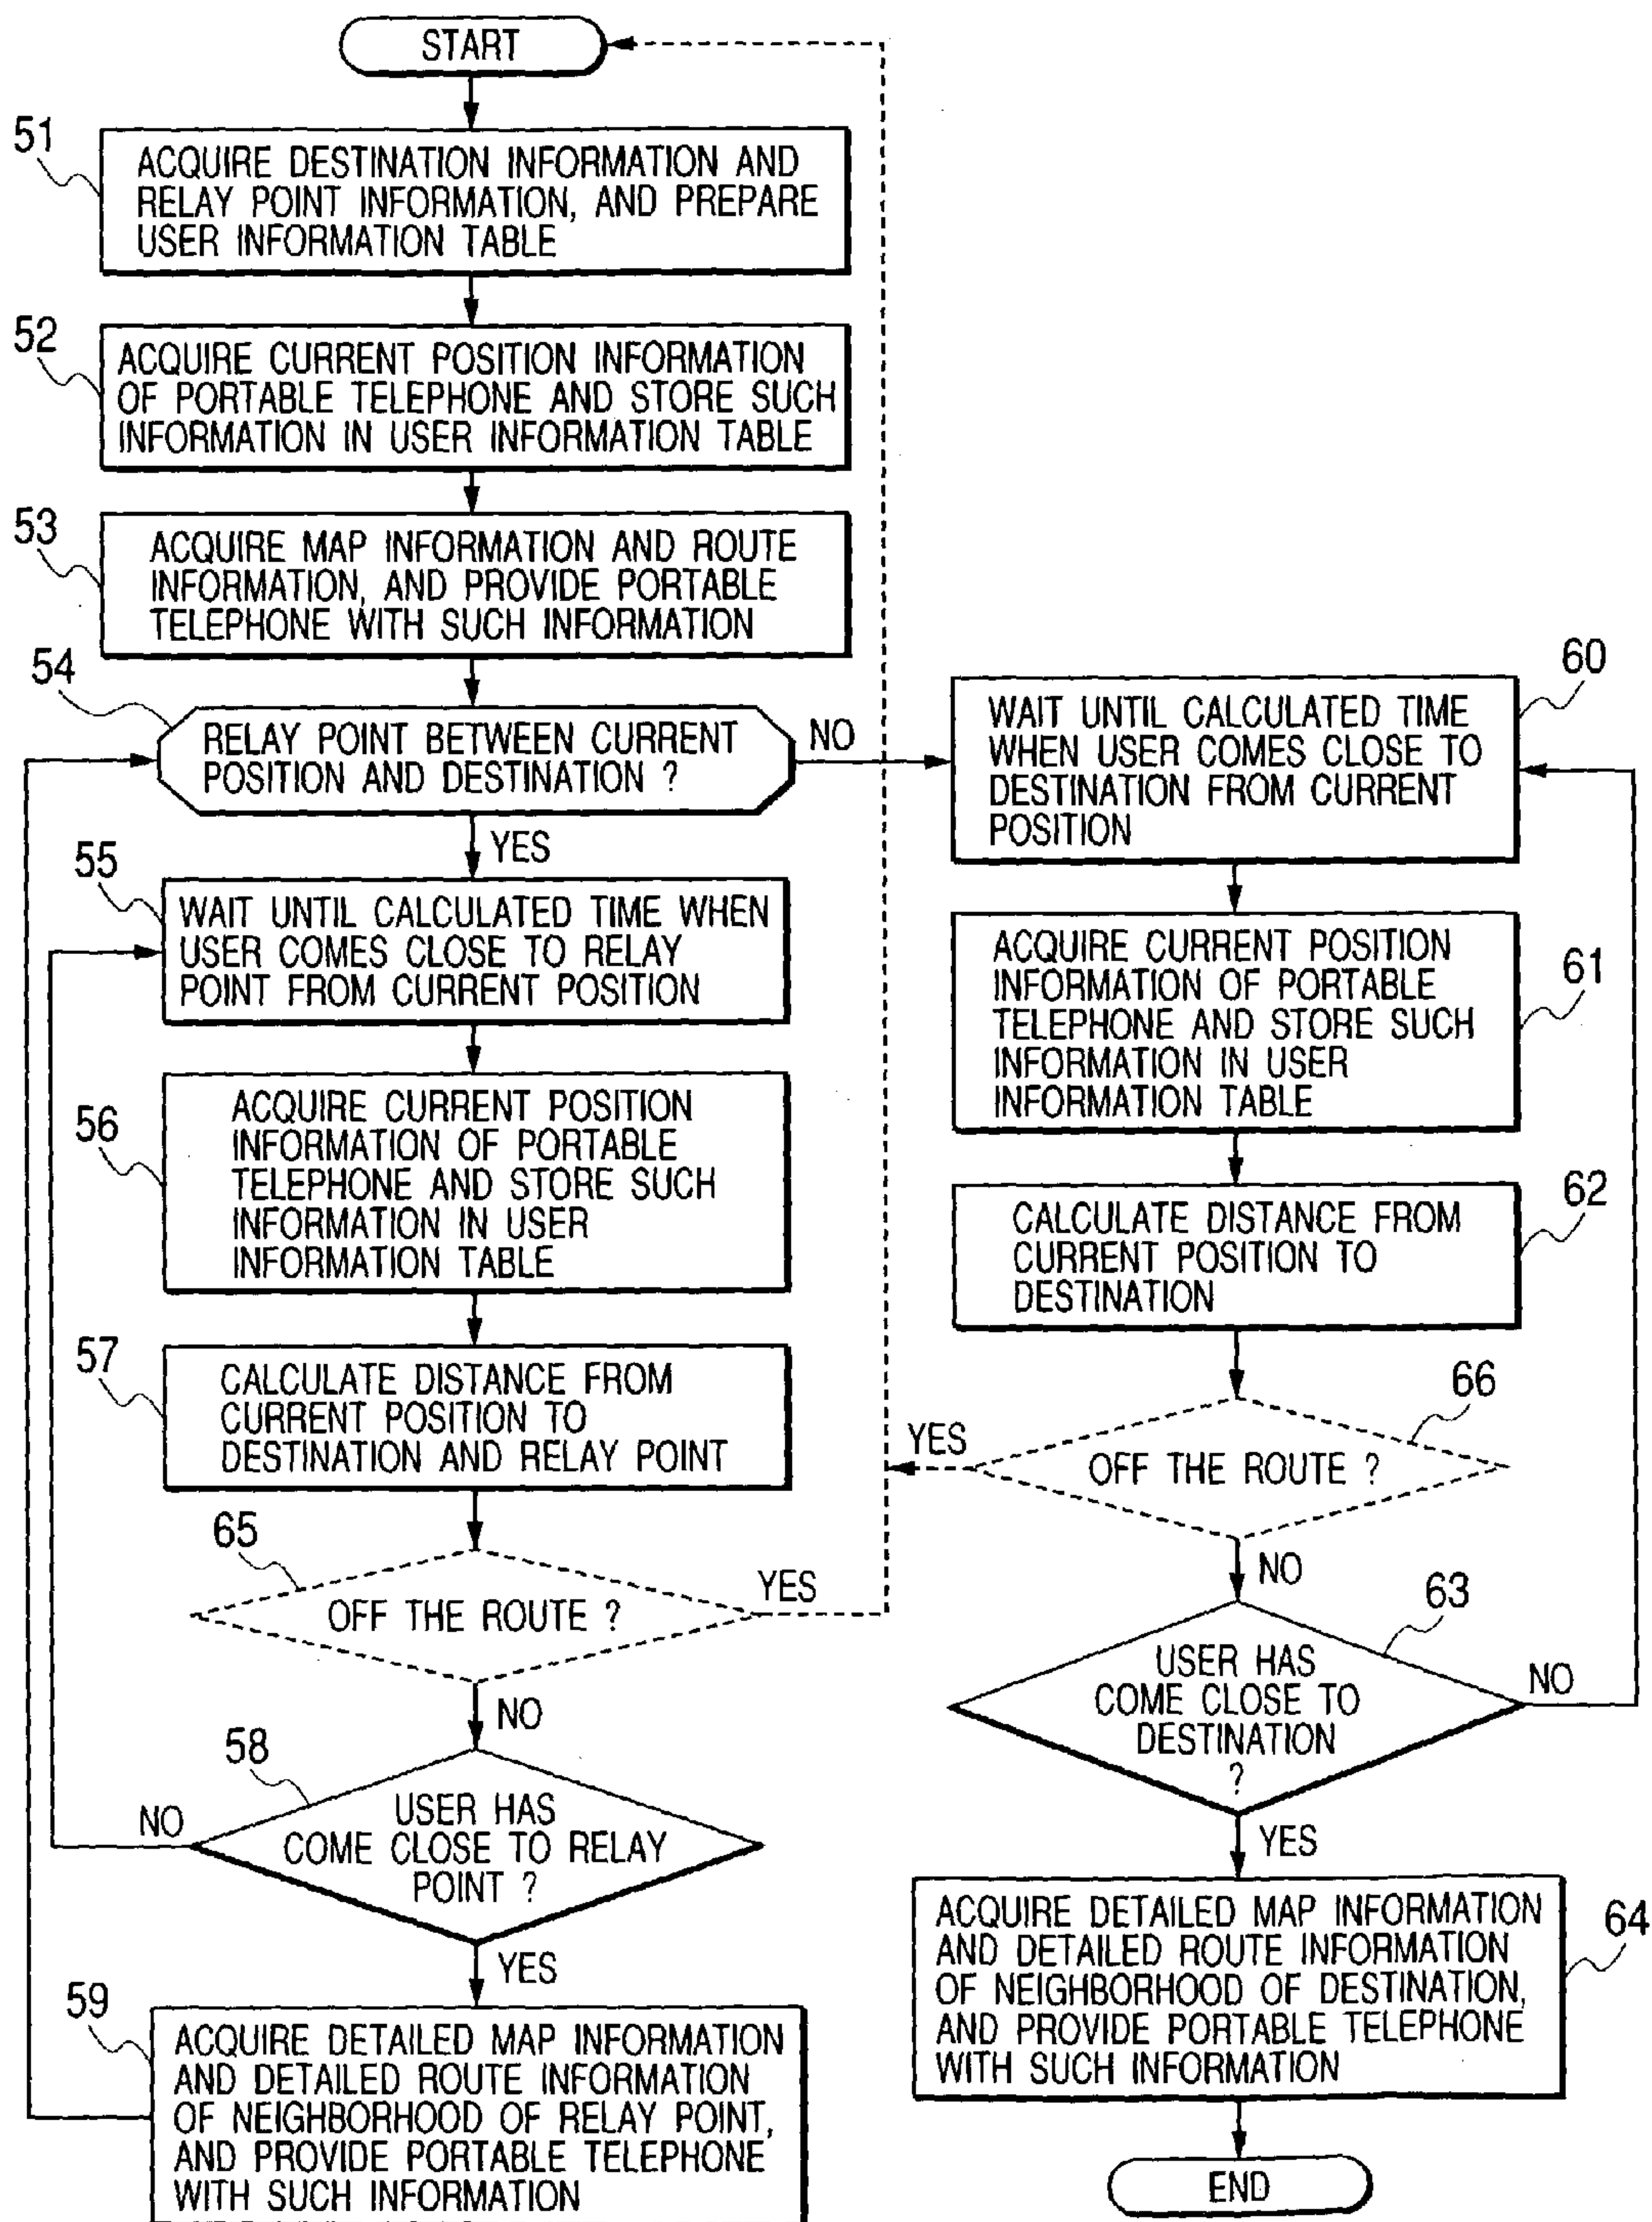 START
51
ACQUIRE DESTINATION INFORMATION AND
RELAY POINT INFORMATION, AND PREPARE
USER INFORMATION TABLE
52
ACQUIRE CURRENT POSITION INFORMATION
OF PORTABLE TELEPHONE AND STORE SUCH
INFORMATION IN USER INFORMATION TABLE
53
ACQUIRE MAP INFORMATION AND ROUTE
INFORMATION, AND PROVIDE PORTABLE
TELEPHONE WITH SUCH INFORMATION
54
RELAY POINT BETWEEN CURRENT
POSITION AND DESTINATION ?
NO
YES
55
WAIT UNTIL CALCULATED TIME WHEN
USER COMES CLOSE TO RELAY
POINT FROM CURRENT POSITION
56
ACQUIRE CURRENT POSITION
INFORMATION OF PORTABLE
TELEPHONE AND STORE SUCH
INFORMATION IN USER
INFORMATION TABLE
57
CALCULATE DISTANCE FROM
CURRENT POSITION TO
DESTINATION AND RELAY POINT
65
OFF THE ROUTE ?
YES
NO
58
USER HAS
COME CLOSE TO RELAY
POINT ?
NO
YES
59
ACQUIRE DETAILED MAP INFORMATION
AND DETAILED ROUTE INFORMATION
OF NEIGHBORHOOD OF RELAY POINT,
AND PROVIDE PORTABLE TELEPHONE
WITH SUCH INFORMATION
60
WAIT UNTIL CALCULATED TIME
WHEN USER COMES CLOSE TO
DESTINATION FROM CURRENT
POSITION
61
ACQUIRE CURRENT POSITION
INFORMATION OF PORTABLE
TELEPHONE AND STORE SUCH
INFORMATION IN USER
INFORMATION TABLE
62
CALCULATE DISTANCE FROM
CURRENT POSITION TO
DESTINATION
66
YES
OFF THE ROUTE ?
NO
63
USER HAS
COME CLOSE TO
DESTINATION
?
NO
YES
64
ACQUIRE DETAILED MAP INFORMATION
AND DETAILED ROUTE INFORMATION
OF NEIGHBORHOOD OF DESTINATION,
AND PROVIDE PORTABLE TELEPHONE
WITH SUCH INFORMATION
END